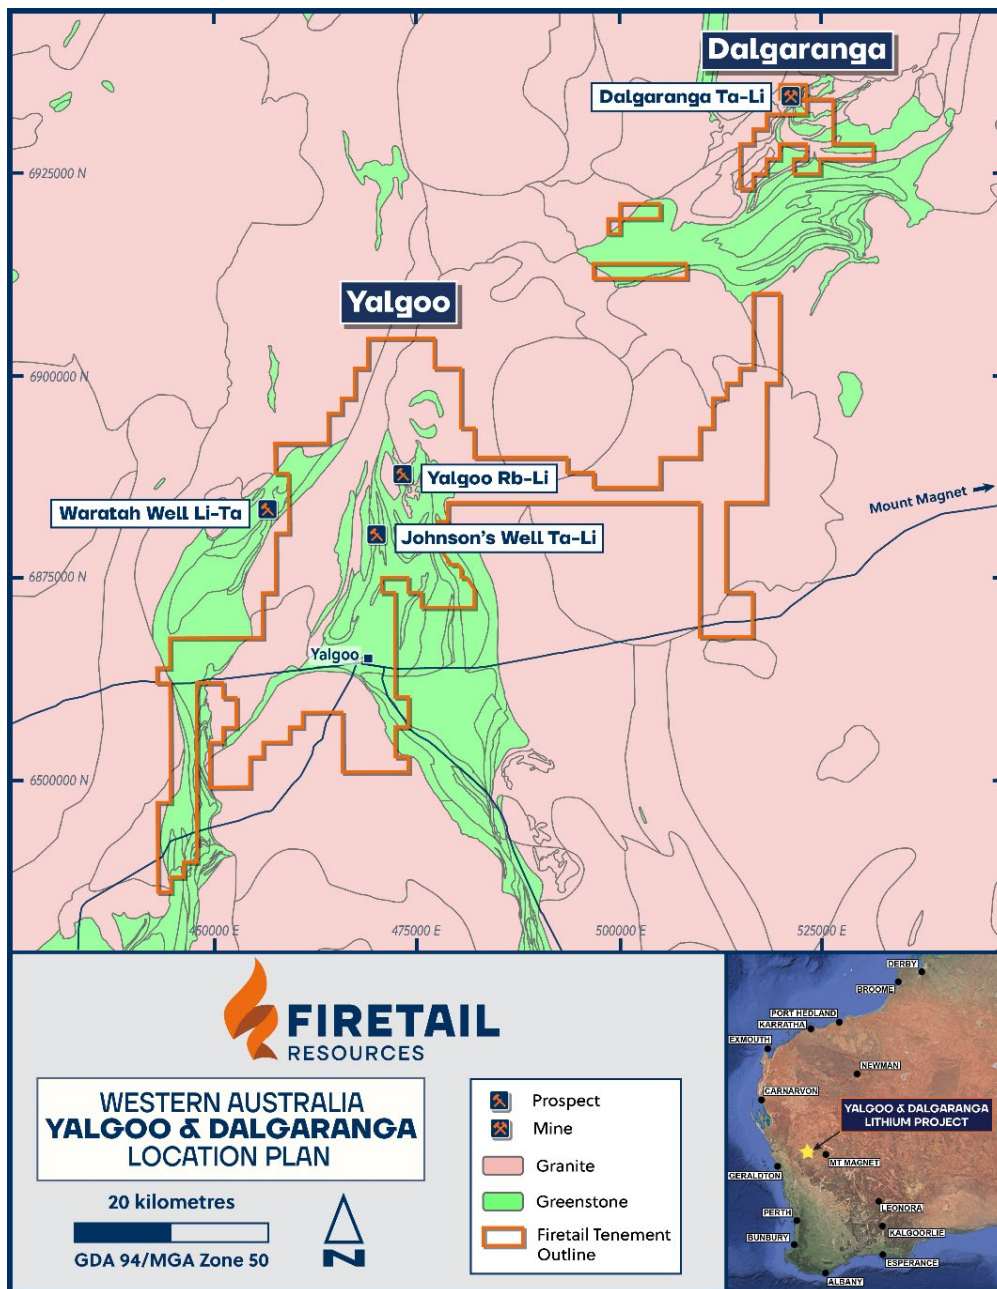 Dalgaranga
Dalgaranga Ta-Li
6925000 N
Yalgoo
6900000 N
Yalgoo Rb-Li
Waratah Well Li-Ta
Mount Magnet
Johnson's Well Ta-Li
6875000 N
Yalgoo
6500000 N
450000 E
475000 E
500000 E
525000 E
FIRETAIL
RESOURCES
WESTERN AUSTRALIA
YALGOO & DALGARANGA
LOCATION PLAN
20 kilometres
GDA 94/MGA Zone 50
N
Prospect
Mine
Granite
Greenstone
Firetail Tenement
Outline
DERBY
BROOME
PORT HEDLAND
KARRATHA
EXMOUTH
NEWMAN
CARNARVON
YALGOO & DALGARANGA
LITHIUM PROJECT
MT MAGNET
GERALDTON
LEONORA
PERTH
KALGOORLIE
BUNBURY
ESPERANCE
ALBANY